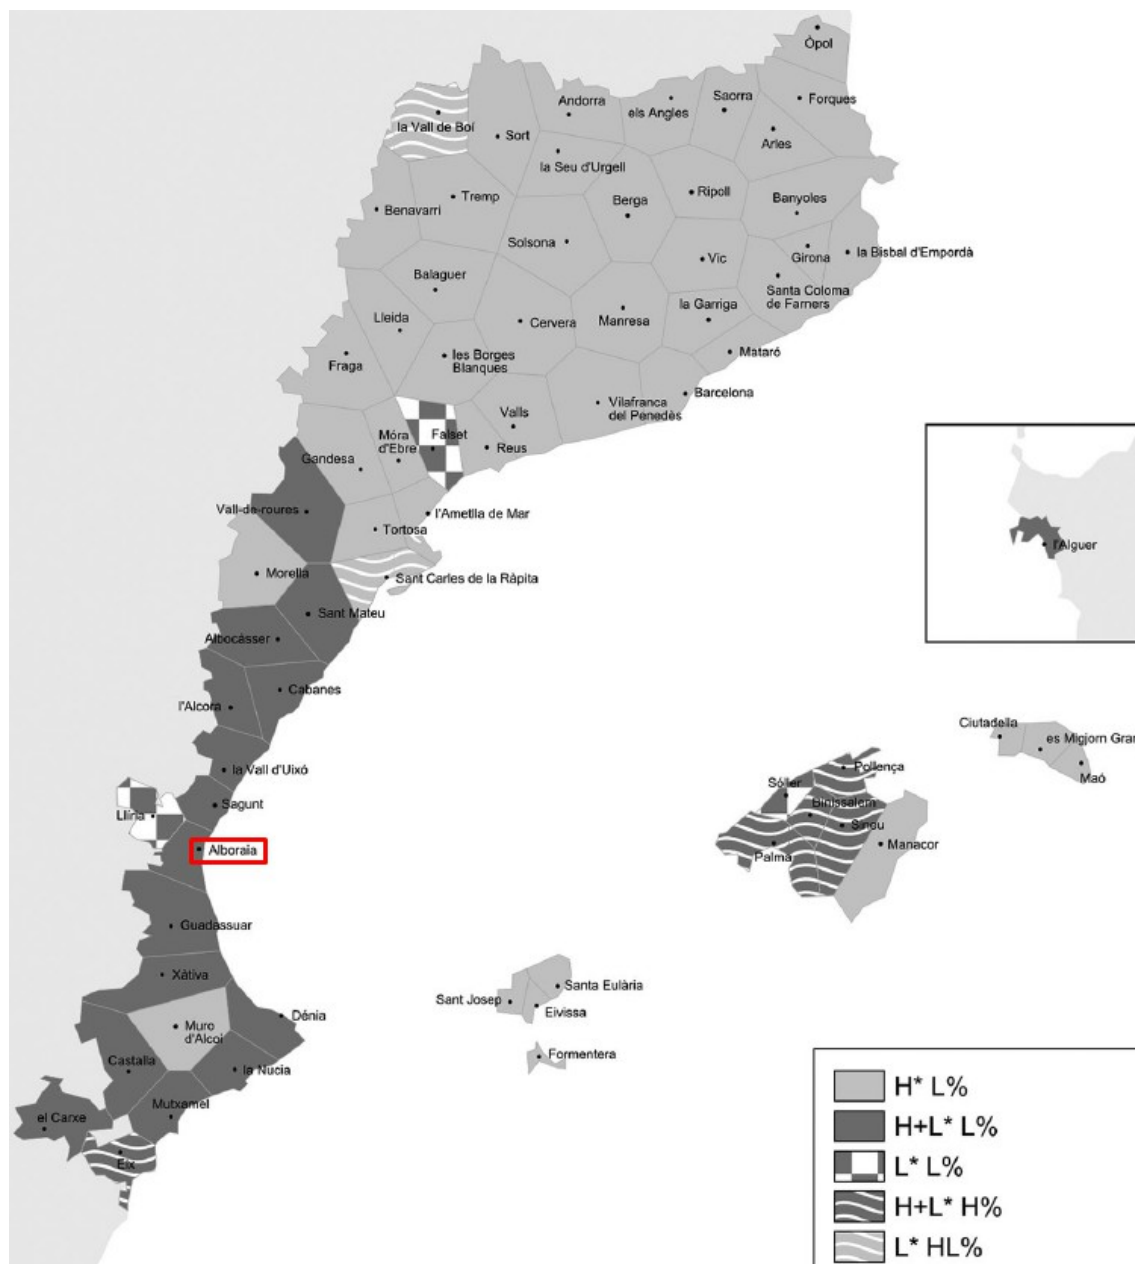 Òpol
Andorra
els Angles
Saorra
Forques
la Vall de Boí
Sort
Arles
la Seu d'Urgell
Tremp
Berga
Ripoll
Banyoles
Benavarri
Solsona
Vic
Girona
la Bisbal d'Empordà
Balaguer
Santa Coloma
de Farners
Lleida
Cervera
Manresa
la Garriga
Fraga
les Borges
Blanques
Mataró
Barcelona
Vilafranca
del Penedès
Valls
Móra
d'Ebre
Falset
Reus
Gandesa
Vall-de-roures
l'Ametlla de Mar
Tortosa
l'Alguer
Morella
Sant Carles de la Ràpita
Sant Mateu
Albocàsser
Cabanes
l'Alcora
Ciutadella
es Migjorn Gran
Maó
la Vall d'Uixó
Pollença
Sóller
Sagunt
Binissalem
Llíria
Sineu
Alboraia
Palma
Manacor
Guadassuar
Xàtiva
Santa Eulària
Sant Josep
Eivissa
Dénia
Muro
d'Alcoi
Formentera
Castalla
la Nucia
Mutxamel
el Carxe
Elx
H* L%
H+L* L%
L* L%
H+L* H%
L* HL%